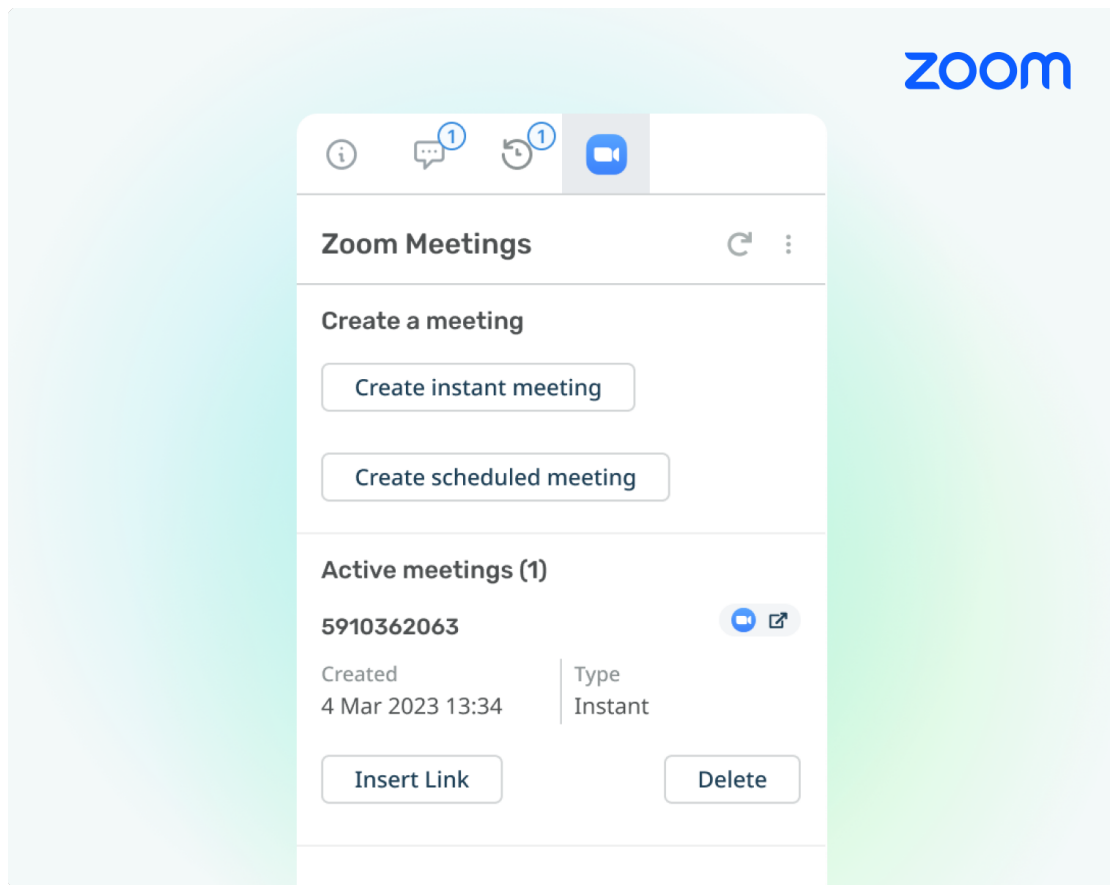 zoom
1
1
Zoom Meetings
Create a meeting
Create instant meeting
Create scheduled meeting
Active meetings (1)
5910362063
Created
Type
4 Mar 2023 13:34
Instant
Insert Link
Delete